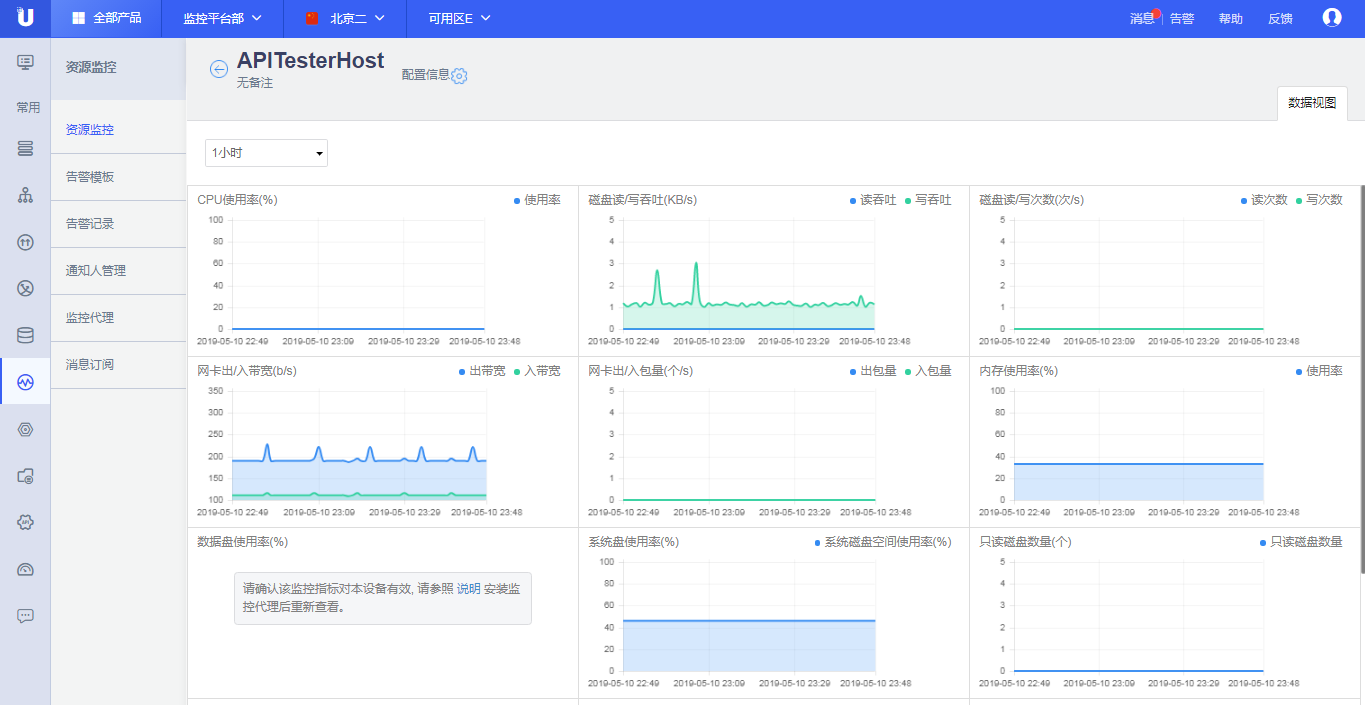 U
全部产品
监控平台部
北京二
可用区E
消息
告警
帮助
反馈
常用
资源监控
资源监控
告警模板
告警记录
通知人管理
监控代理
消息订阅
APITesterHost
无备注
配置信息
数据视图
1小时
CPU使用率(%)
使用率
100
80
60
40
20
0
2019-05-10 22:49 2019-05-10 23:09 2019-05-10 23:29 2019-05-10 23:48
磁盘读/写吞吐(KB/s)
读吞吐 写吞吐
5
4
3
2
1
0
2019-05-10 22:49 2019-05-10 23:09 2019-05-10 23:29 2019-05-10 23:48
磁盘读/写次数(次/s)
读次数 写次数
5
4
3
2
1
0
2019-05-10 22:49 2019-05-10 23:09 2019-05-10 23:29 2019-05-10 23:48
网卡出/入带宽(b/s)
出带宽 入带宽
350
300
250
200
150
100
2019-05-10 22:49 2019-05-10 23:09 2019-05-10 23:29 2019-05-10 23:48
网卡出/入包量(个/s)
出包量 入包量
5
4
3
2
1
0
2019-05-10 22:49 2019-05-10 23:09 2019-05-10 23:29 2019-05-10 23:48
内存使用率(%)
使用率
100
80
60
40
20
0
2019-05-10 22:49 2019-05-10 23:09 2019-05-10 23:29 2019-05-10 23:48
数据盘使用率(%)
请确认该监控指标对本设备有效, 请参照 说明 安装监
控代理后重新查看。
系统盘使用率(%)
系统磁盘空间使用率(%)
100
80
60
40
20
0
2019-05-10 22:49 2019-05-10 23:09 2019-05-10 23:29 2019-05-10 23:48
只读磁盘数量(个)
只读磁盘数量
5
4
3
2
1
0
2019-05-10 22:49 2019-05-10 23:09 2019-05-10 23:29 2019-05-10 23:48